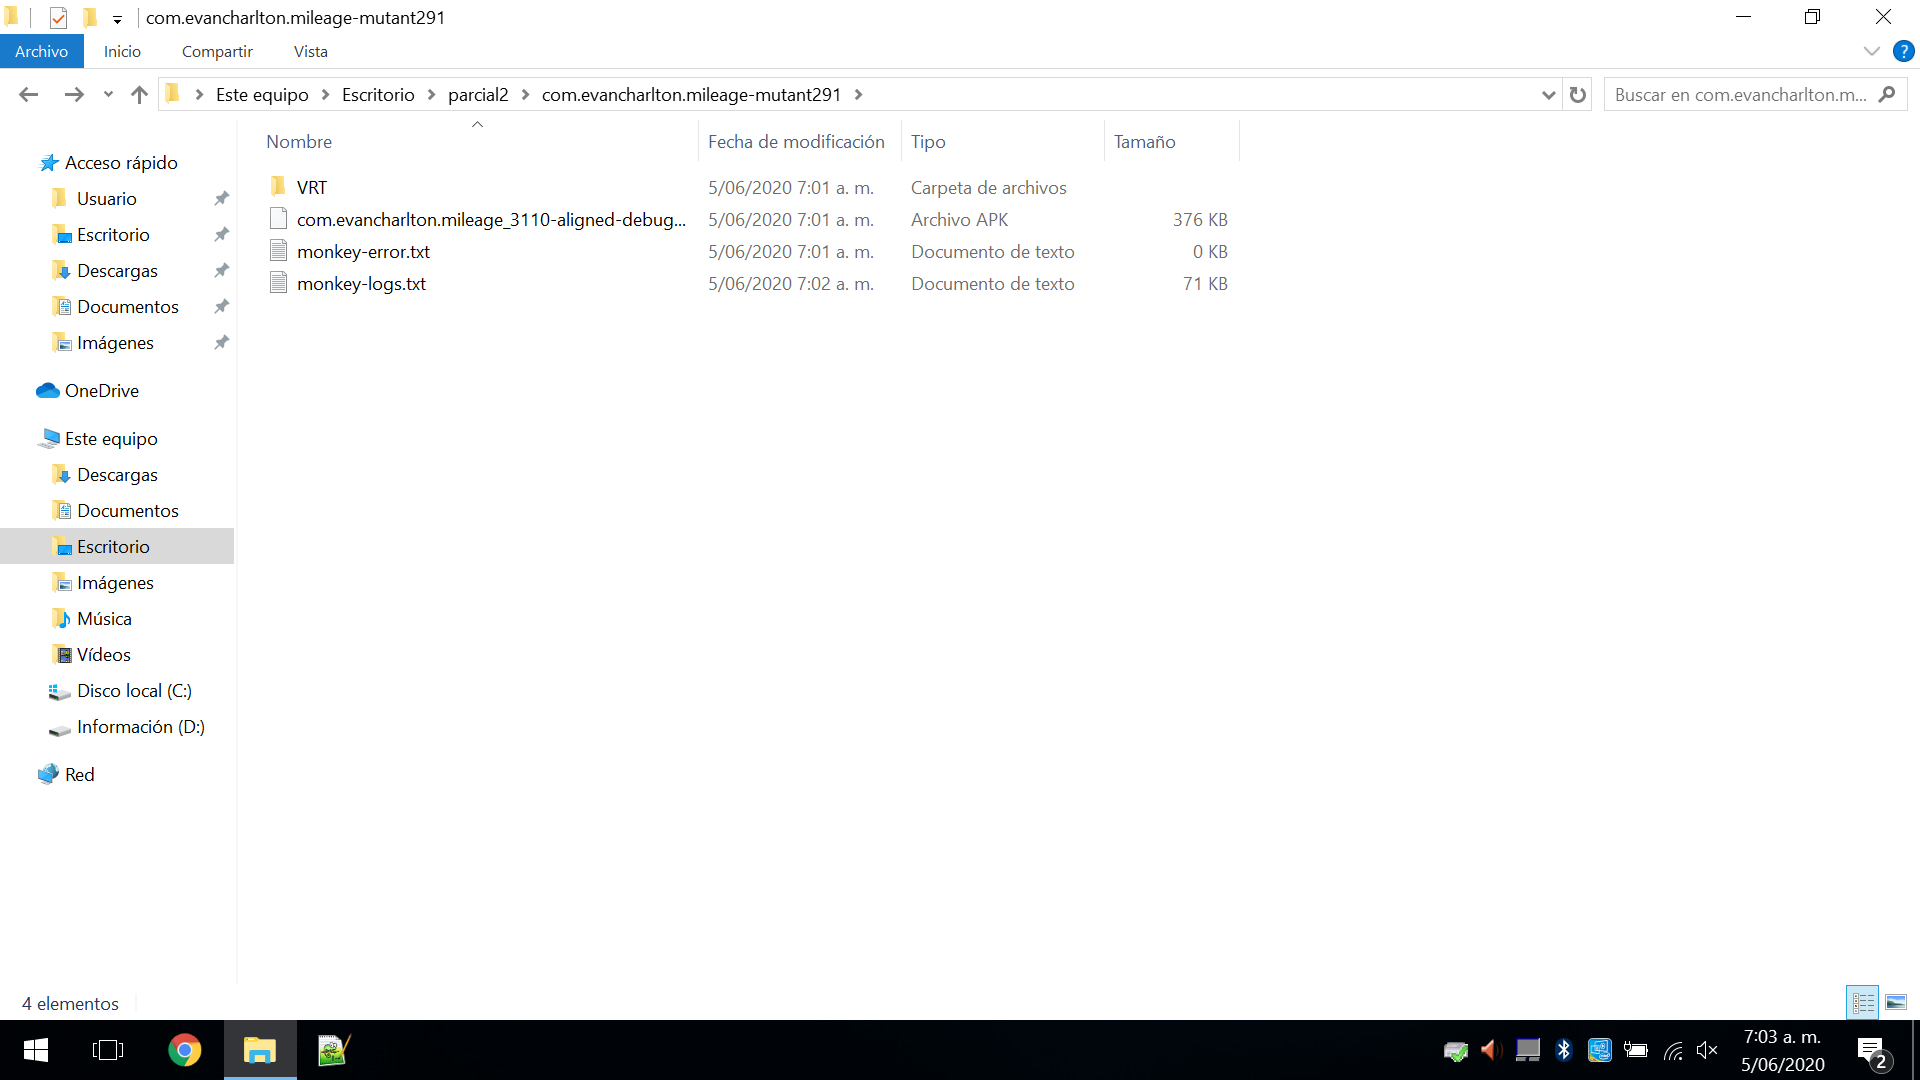 com.evancharlton.mileage-mutant291
Archivo Inicio Compartir Vista ?
Este equipo Escritorio parcial2 com.evancharlton.mileage-mutant291
Buscar en com.evancharlton.m...
Nombre Fecha de modificación Tipo Tamaño
VRT 5/06/2020 7:01 a. m. Carpeta de archivos
com.evancharlton.mileage_3110-aligned-debug... 5/06/2020 7:01 a. m. Archivo APK 376 KB
monkey-error.txt 5/06/2020 7:01 a. m. Documento de texto 0 KB
monkey-logs.txt 5/06/2020 7:02 a. m. Documento de texto 71 KB
Acceso rápido
Usuario
Escritorio
Descargas
Documentos
Imágenes
OneDrive
Este equipo
Descargas
Documentos
Escritorio
Imágenes
Música
Vídeos
Disco local (C:)
Información (D:)
Red
4 elementos
7:03 a. m.
5/06/2020
2